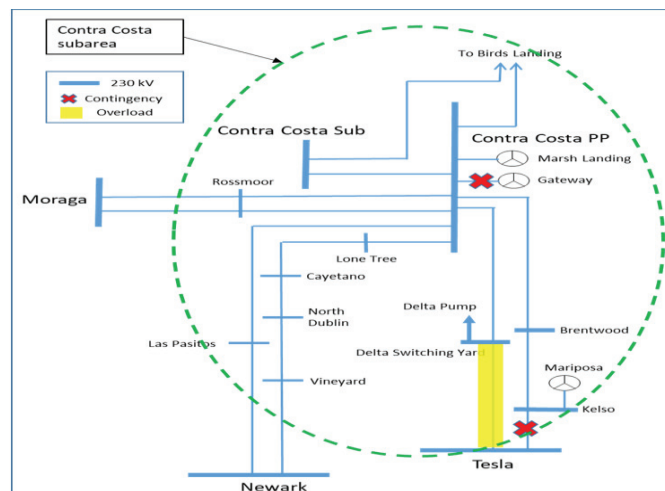 Contra Costa
subarea
To Birds Landing
230 kV
Contingency
Overload
Contra Costa Sub
Contra Costa PP
Marsh Landing
Gateway
Rossmoor
Moraga
Lone Tree
Cayetano
North
Dublin
Delta Pump
Brentwood
Las Pasitos
Delta Switching Yard
Mariposa
Vineyard
Kelso
Tesla
Newark